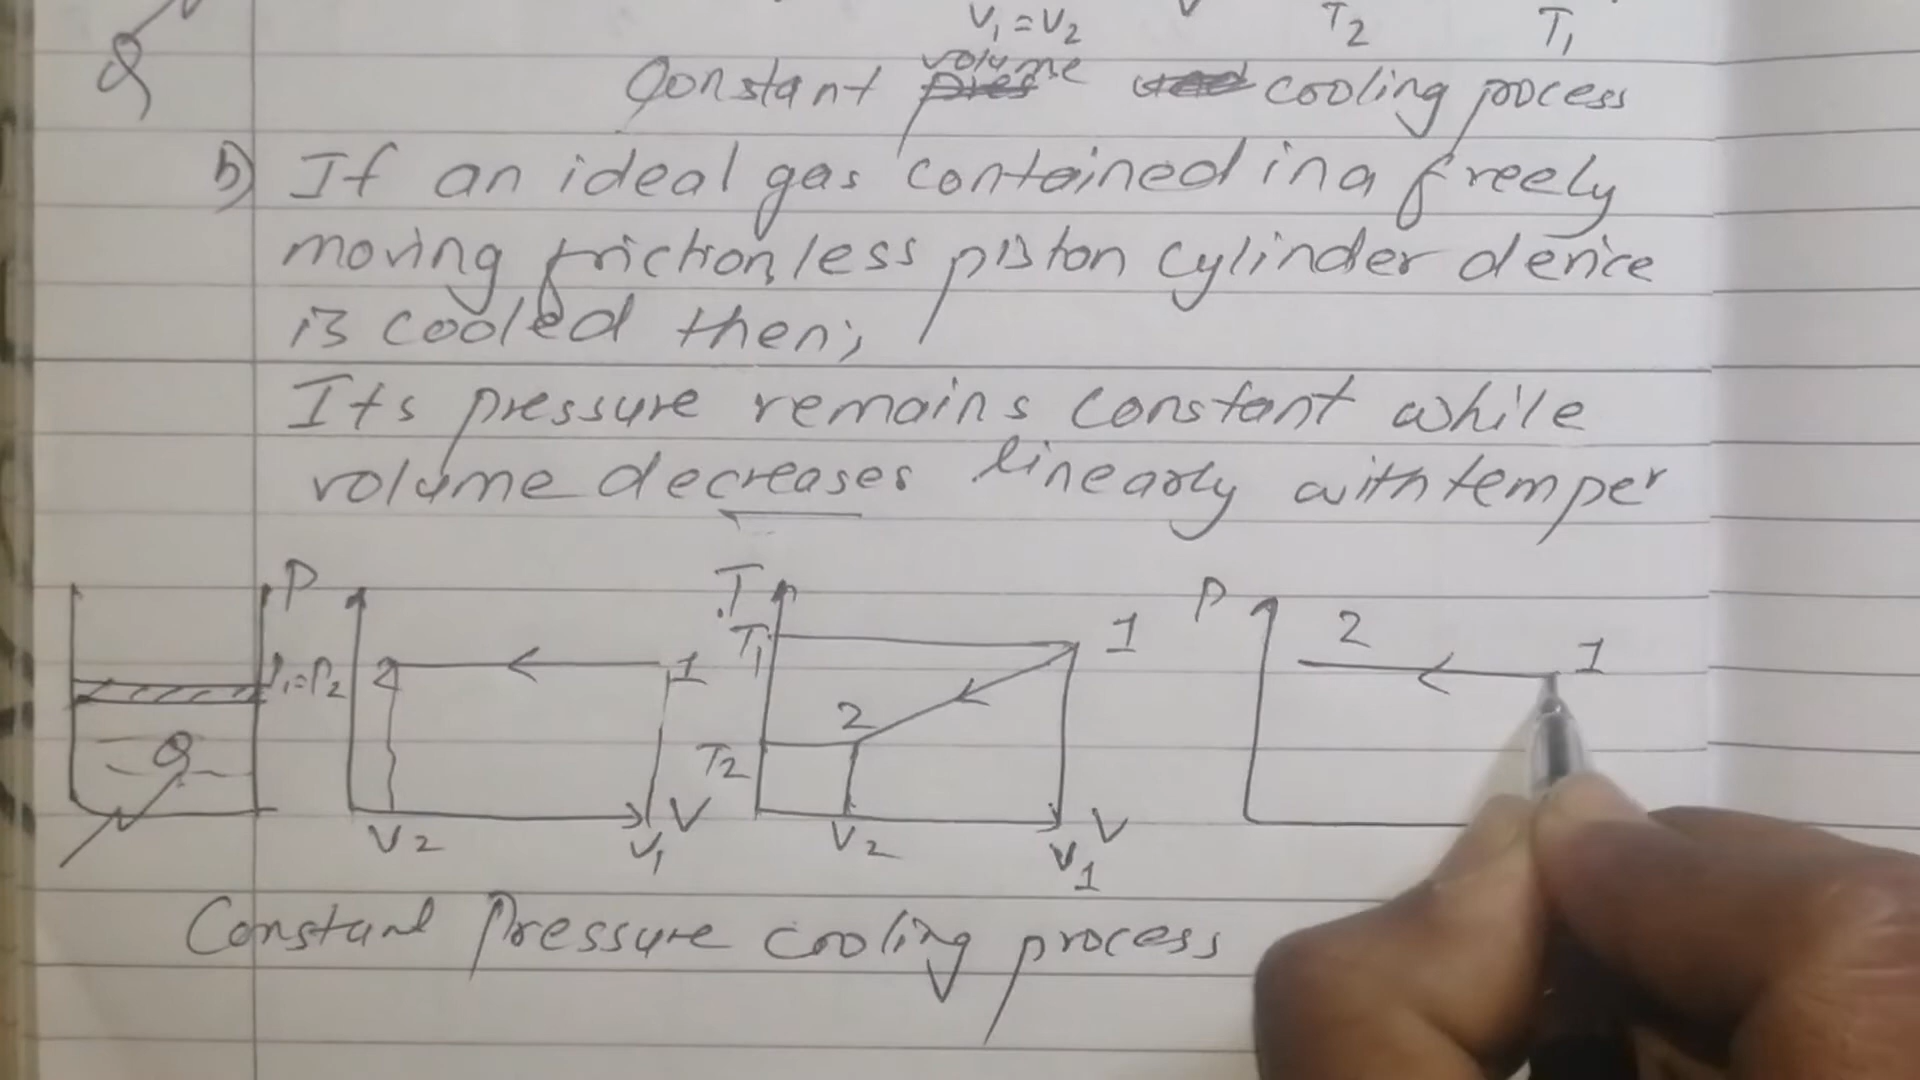 V₁ = V₂ V T₂ T₁
Q
Constant volume cooling process
b) If an ideal gas contained in a freely
moving frictionless piston cylinder device
is cooled then;
Its pressure remains constant while
volume decreases linearly with temper
P T P
T₁ 1 2 1
P₁=P₂ 2 1
2
Q T₂
V V
V₂ V₁ V₂ V₁
Constant Pressure cooling process